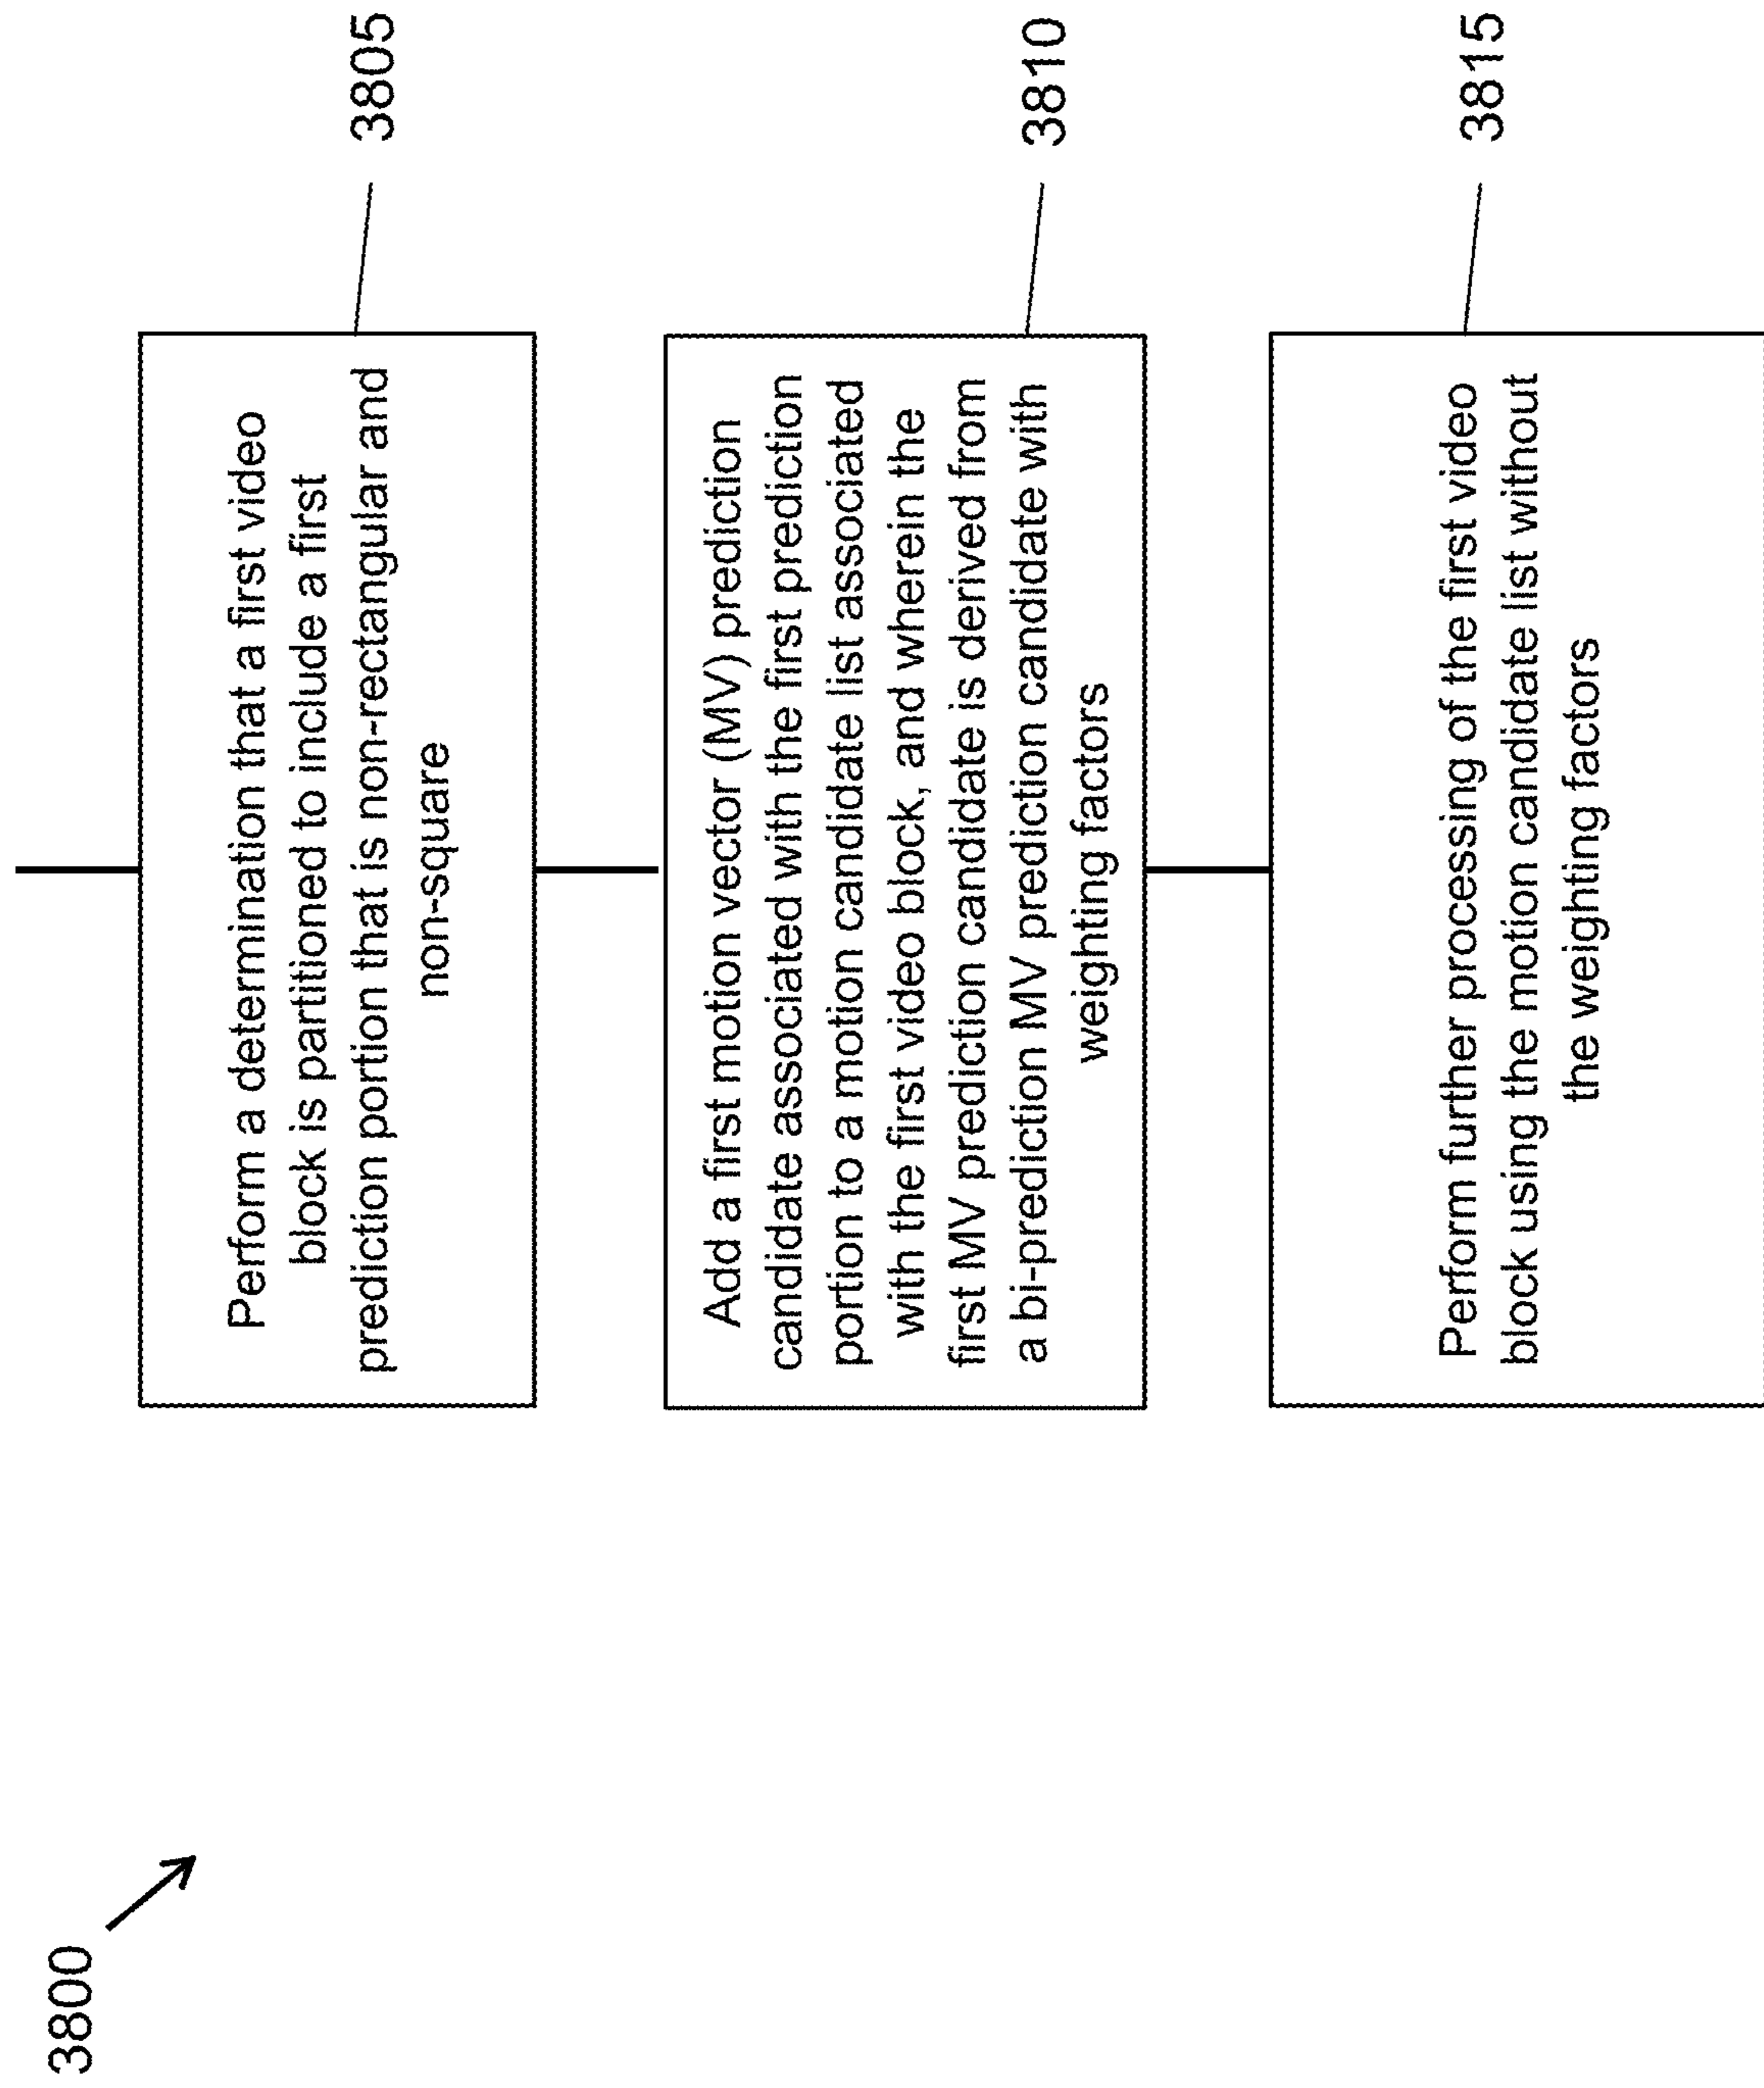 3800
Perform a determination that a first video
block is partitioned to include a first
prediction portion that is non-rectangular and
non-square
3805
Add a first motion vector (MV) prediction
candidate associated with the first prediction
portion to a motion candidate list associated
with the first video block, and wherein the
first MV prediction candidate is derived from
a bi-prediction MV prediction candidate with
weighting factors
3810
Perform further processing of the first video
block using the motion candidate list without
the weighting factors
3815